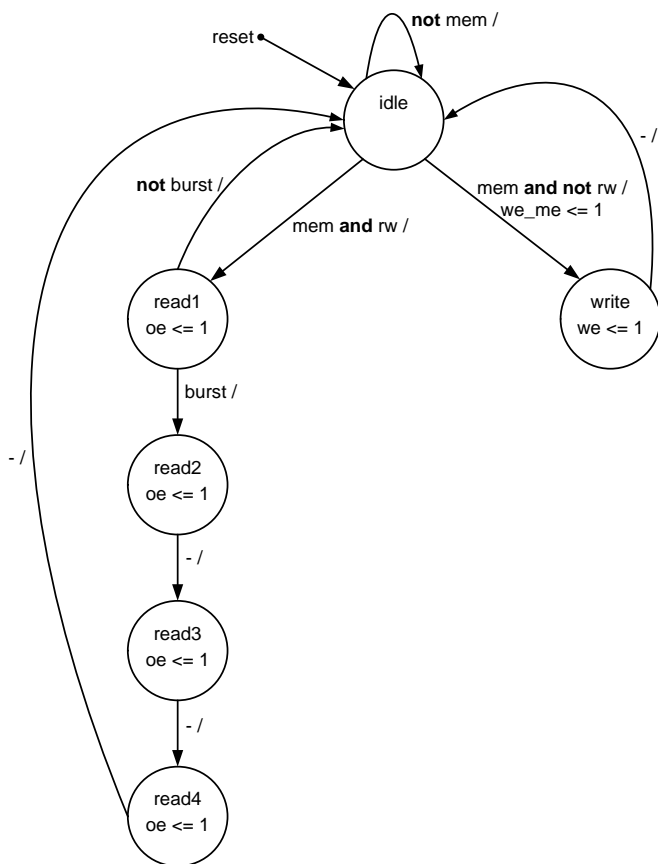 not mem /
reset
idle
- /
not burst /
mem and not rw /
we_me <= 1
mem and rw /
read1
oe <= 1
write
we <= 1
burst /
- /
read2
oe <= 1
- /
read3
oe <= 1
- /
read4
oe <= 1